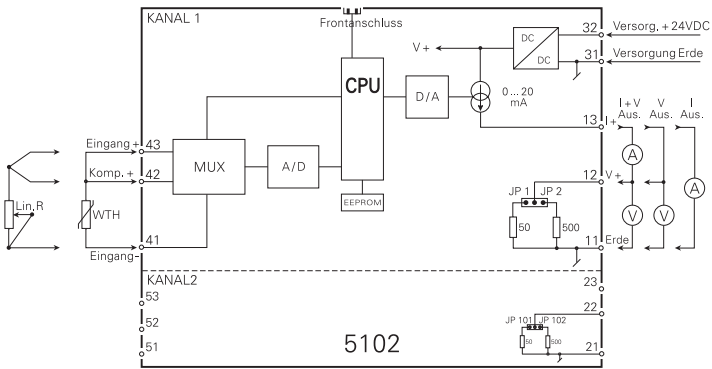 KANAL 1
Frontanschluss
32 Versorg. + 24VDC
DC
DC
V+
31 Versorgung Erde
CPU
D/A
0...20
mA
I+V
Aus.
V
Aus.
I
Aus.
13 I+
Eingang+ 43
MUX
A/D
A
Komp. + 42
12 V+
A
EEPROM
JP 1 JP 2
Lin.R
WTH
50
500
V
V
41
Eingang-
11 Erde
KANAL2
23
53
22
52
JP 101 JP 102
50
500
51
5102
21